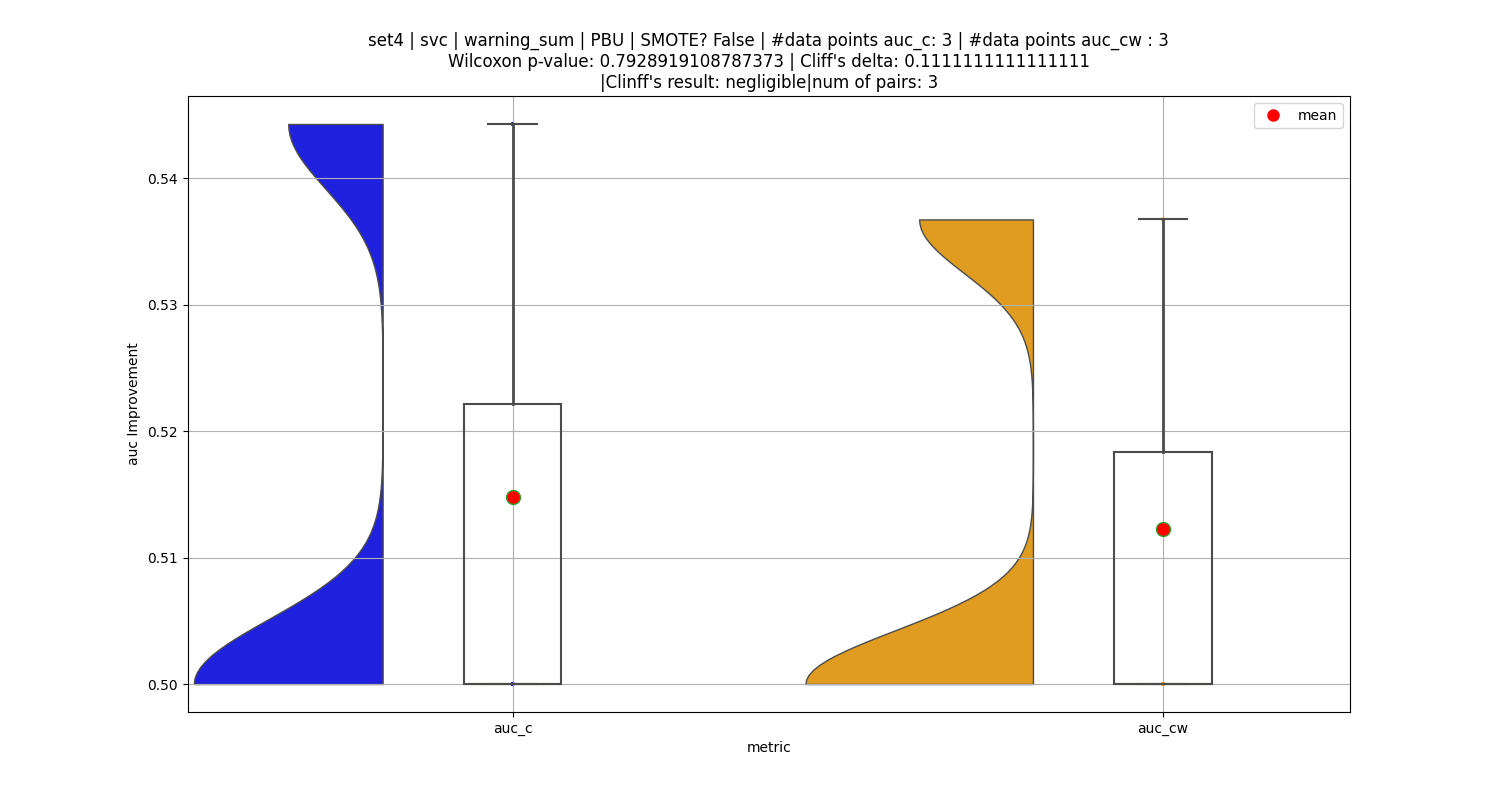 set4 | svc | warning_sum | PBU | SMOTE? False | #data points auc_c: 3 | #data points auc_cw : 3
Wilcoxon p-value: 0.7928919108787373 | Cliff's delta: 0.1111111111111111
|Clinff's result: negligible|num of pairs: 3
mean
0.54
0.53
0.52
0.51
0.50
auc Improvement
auc_c
auc_cw
metric